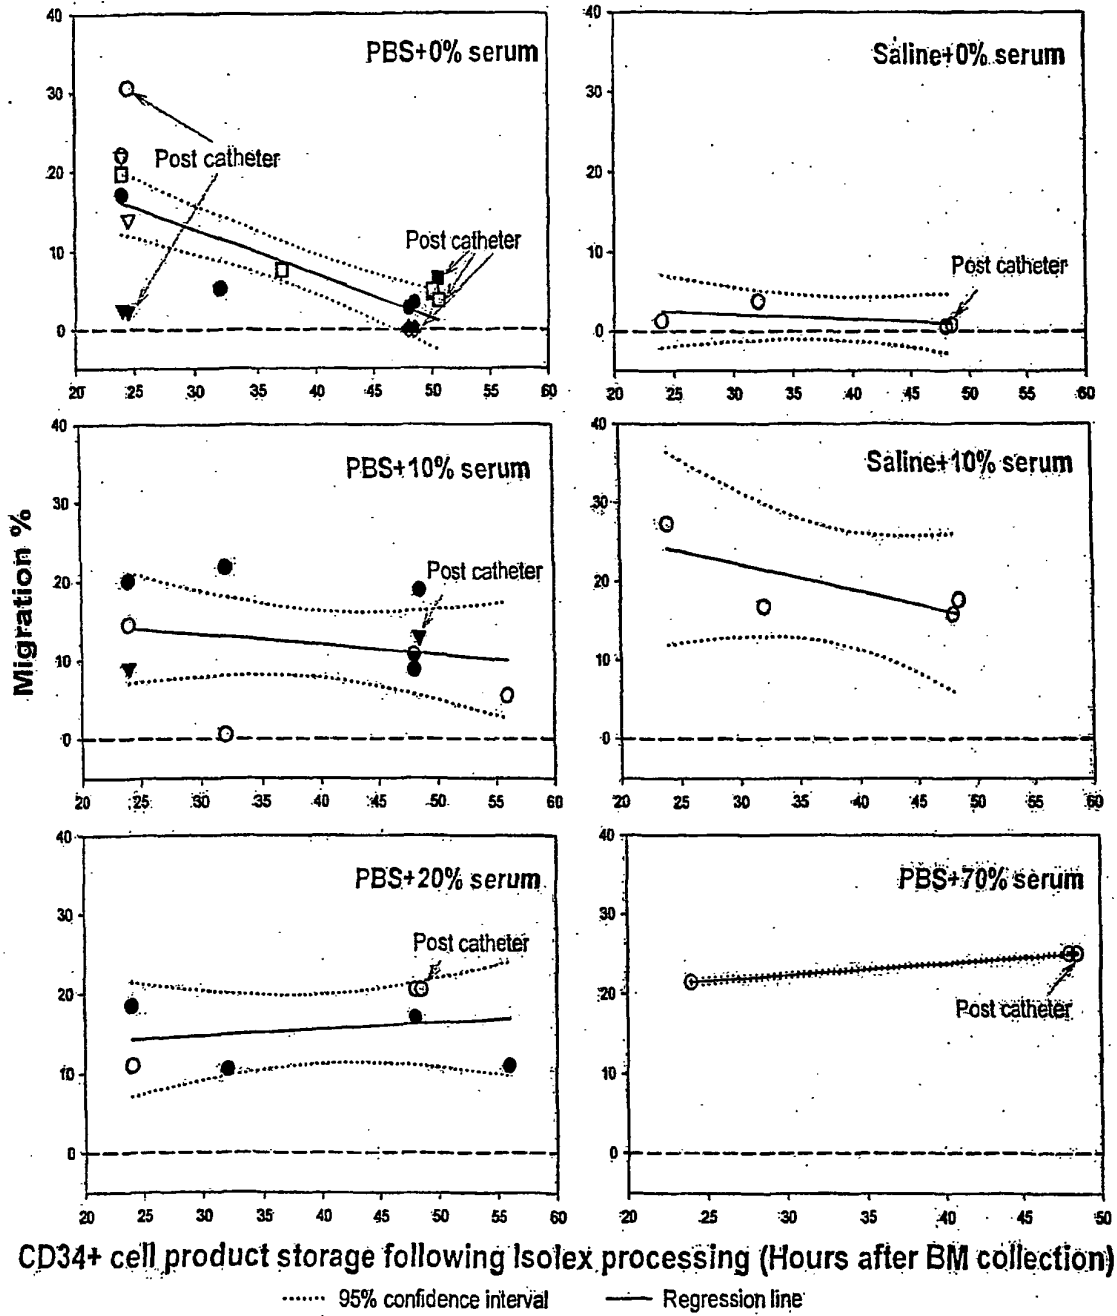 PBS+0% serum
40
30
20
10
0
Post catheter
Post catheter
20 25 30 35 40 45 50 55 60
Saline+0% serum
40
30
20
10
0
Post catheter
20 25 30 35 40 45 50 55 60
PBS+10% serum
40
30
20
10
0
Post catheter
20 25 30 35 40 45 50 55 60
Saline+10% serum
40
30
20
10
0
20 25 30 35 40 45 50 55 60
PBS+20% serum
40
30
20
10
0
Post catheter
20 25 30 35 40 45 50 55 60
PBS+70% serum
40
30
20
10
0
Post catheter
20 25 30 35 40 45 50
Migration %
CD34+ cell product storage following Isolex processing (Hours after BM collection)
95% confidence interval
Regression line